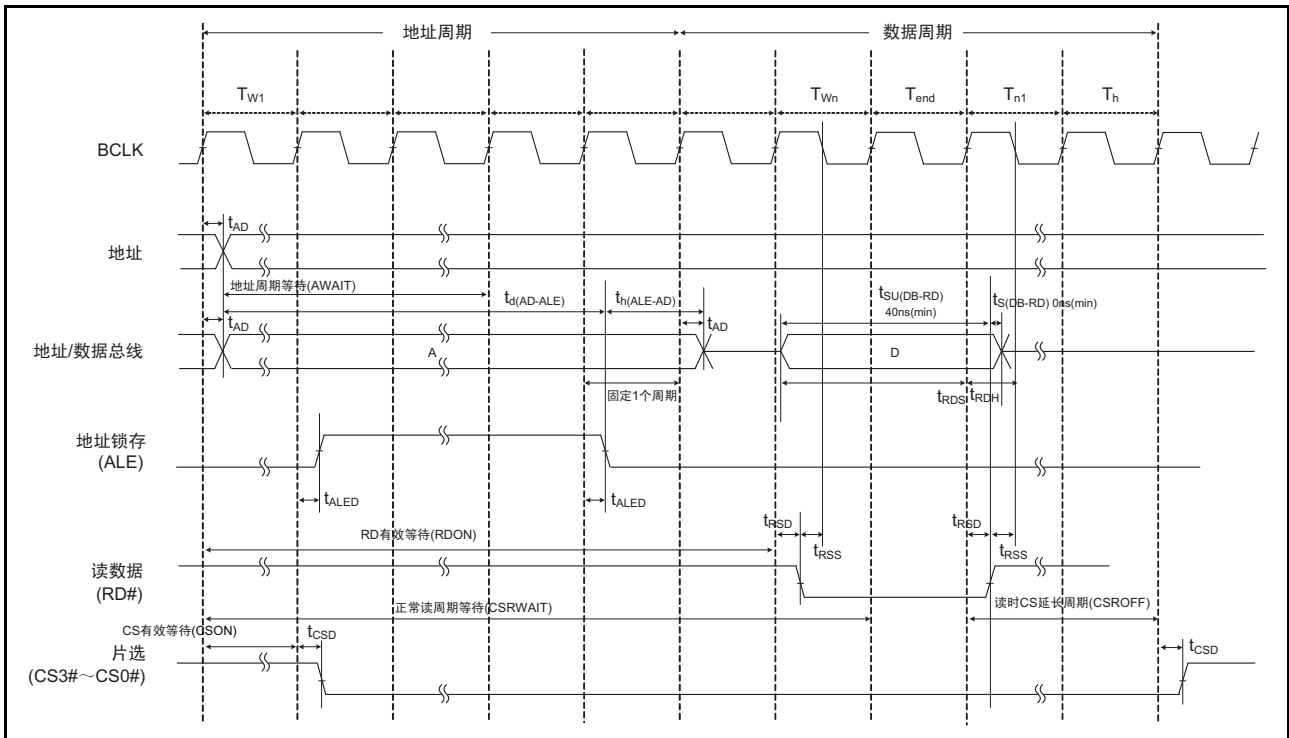 地址周期 数据周期
TW1 TWn Tend Tn1 Th
BCLK
tAD
地址
地址周期等待(AWAIT)
td(AD-ALE) th(ALE-AD) tSU(DB-RD) 40ns(min) tS(DB-RD) 0ns(min)
tAD tAD
地址/数据总线 A D
固定1个周期 tRDS tRDH
地址锁存
(ALE)
tALED tALED
RD有效等待(RDON) tRSD tRSD
tRSS tRSS
读数据
(RD#)
正常读周期等待(CSRWAIT) 读时CS延长周期(CSROFF)
CS有效等待(CSON) tCSD tCSD
片选
(CS3#～CS0#)